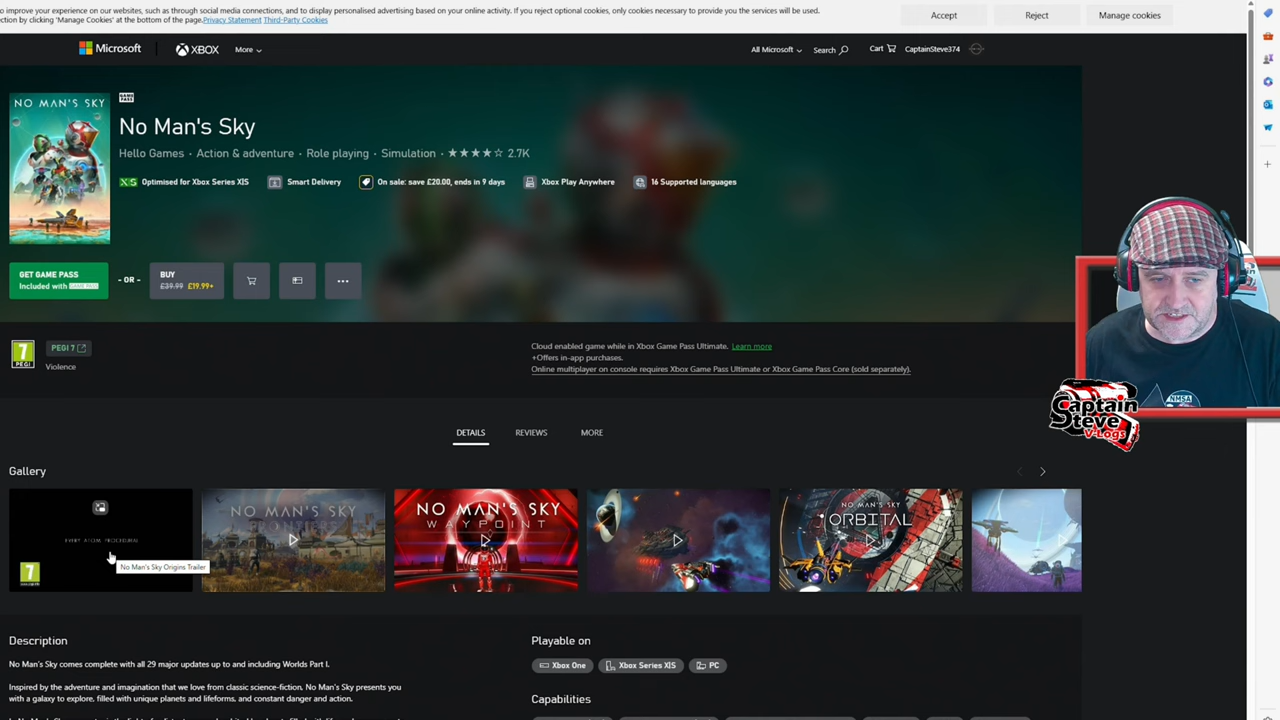 o improve your experience on our websites, such as through social media connections, and to display personalised advertising based on your online activity. If you reject optional cookies, only cookies necessary to provide you the services will be used.
ction by clicking 'Manage Cookies' at the bottom of the page. Privacy Statement Third-Party Cookies
Accept
Reject
Manage cookies
Microsoft
XBOX
More
All Microsoft
Search
Cart
CaptainSteve374
NO MAN'S SKY
GAME PASS
No Man's Sky
Hello Games • Action & adventure • Role playing • Simulation • ★★★★☆ 2.7K
X|S Optimised for Xbox Series X|S
Smart Delivery
On sale: save £20.00, ends in 9 days
Xbox Play Anywhere
16 Supported languages
GET GAME PASS
Included with GAME PASS
- OR -
BUY
£39.99 £19.99+
7
PEGI
PEGI 7
Violence
Cloud enabled game while in Xbox Game Pass Ultimate. Learn more
+Offers in-app purchases.
Online multiplayer on console requires Xbox Game Pass Ultimate or Xbox Game Pass Core (sold separately).
NMSA
Captain
Steve
V-Logs
DETAILS
REVIEWS
MORE
Gallery
EVERY ATOM PROCEDURAL
7
No Man's Sky Origins Trailer
NO MAN'S SKY
FRONTIERS
NO MAN'S SKY
WAYPOINT
NO MAN'S SKY
ORBITAL
Description
No Man's Sky comes complete with all 29 major updates up to and including Worlds Part I.
Inspired by the adventure and imagination that we love from classic science-fiction, No Man's Sky presents you
with a galaxy to explore, filled with unique planets and lifeforms, and constant danger and action.
Playable on
Xbox One
Xbox Series X|S
PC
Capabilities